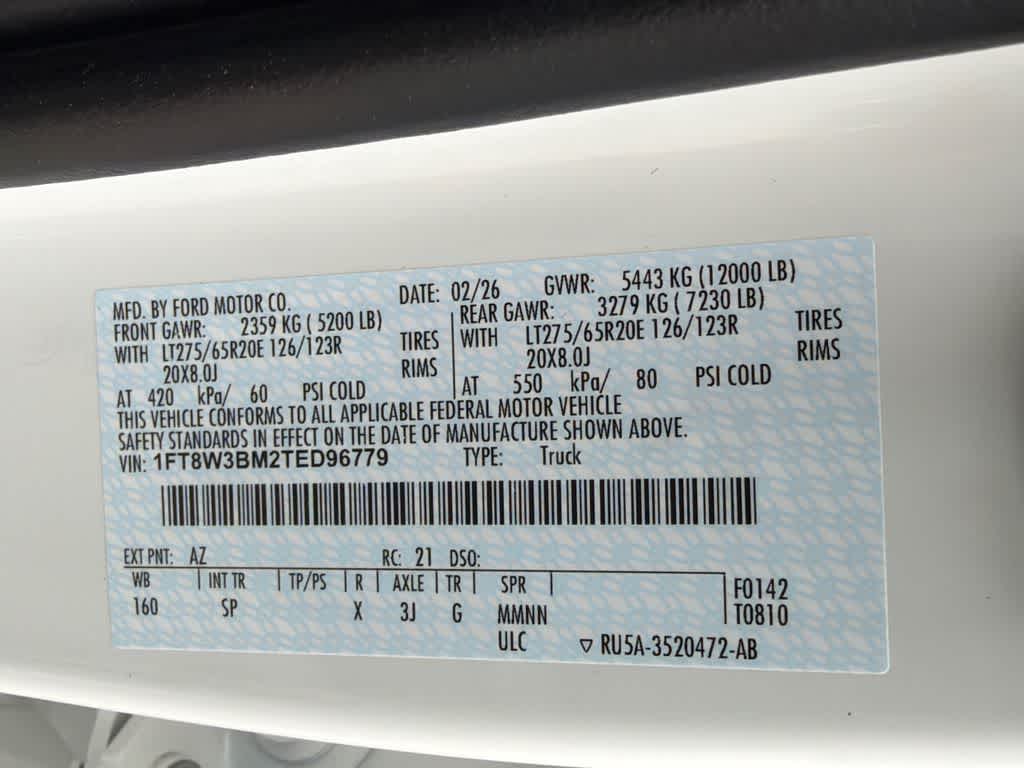 MFD. BY FORD MOTOR CO. DATE: 02/26 GVWR: 5443 KG (12000 LB)
FRONT GAWR: 2359 KG ( 5200 LB) REAR GAWR: 3279 KG ( 7230 LB)
WITH LT275/65R20E 126/123R TIRES WITH LT275/65R20E 126/123R TIRES
20X8.0J RIMS 20X8.0J RIMS
AT 420 kPa/ 60 PSI COLD AT 550 kPa/ 80 PSI COLD
THIS VEHICLE CONFORMS TO ALL APPLICABLE FEDERAL MOTOR VEHICLE
SAFETY STANDARDS IN EFFECT ON THE DATE OF MANUFACTURE SHOWN ABOVE.
VIN: 1FT8W3BM2TED96779 TYPE: Truck
EXT PNT: AZ RC: 21 DSO:
WB INT TR TP/PS R AXLE TR SPR F0142
160 SP X 3J G MMNN T0810
ULC ▽ RU5A-3520472-AB